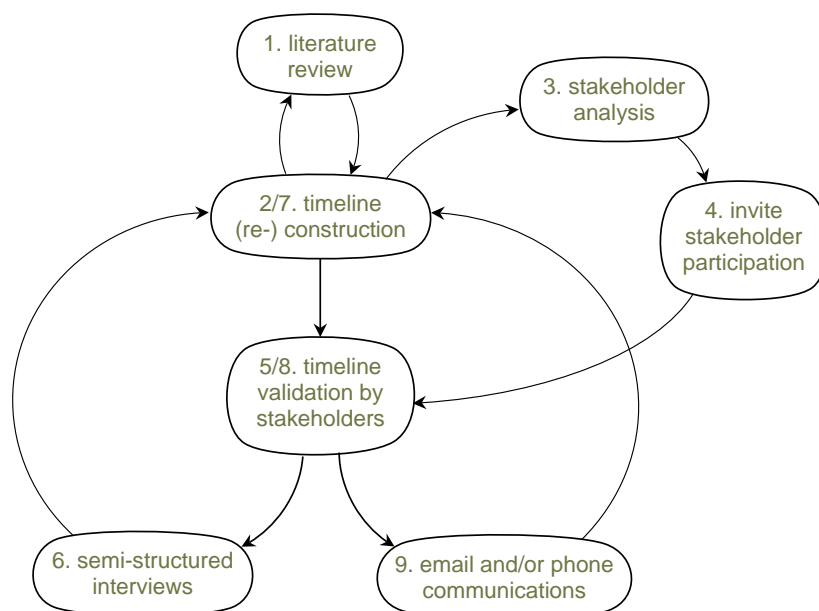 1. literature
review
3. stakeholder
analysis
2/7. timeline
(re-) construction
4. invite
stakeholder
participation
5/8. timeline
validation by
stakeholders
6. semi-structured
interviews
9. email and/or phone
communications